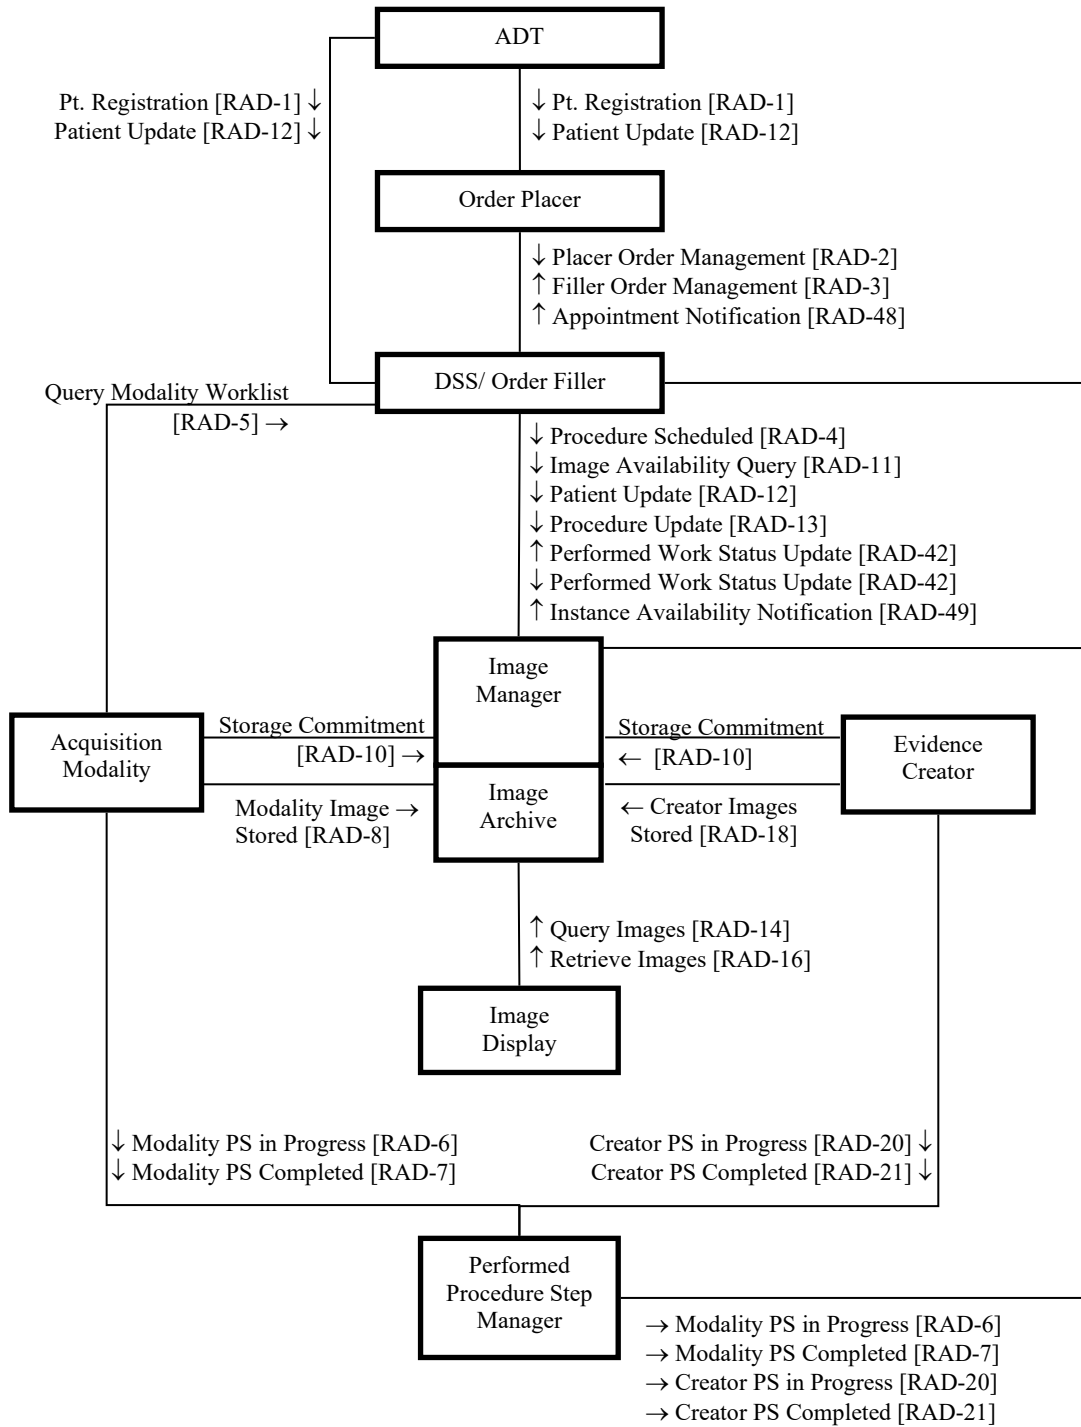 ADT
Pt. Registration [RAD-1] ↓
Patient Update [RAD-12] ↓
↓ Pt. Registration [RAD-1]
↓ Patient Update [RAD-12]
Order Placer
↓ Placer Order Management [RAD-2]
↑ Filler Order Management [RAD-3]
↑ Appointment Notification [RAD-48]
DSS/ Order Filler
Query Modality Worklist
[RAD-5] →
↓ Procedure Scheduled [RAD-4]
↓ Image Availability Query [RAD-11]
↓ Patient Update [RAD-12]
↓ Procedure Update [RAD-13]
↑ Performed Work Status Update [RAD-42]
↓ Performed Work Status Update [RAD-42]
↑ Instance Availability Notification [RAD-49]
Image
Manager
Acquisition
Modality
Storage Commitment
[RAD-10] →
Storage Commitment
← [RAD-10]
Evidence
Creator
Image
Archive
Modality Image →
Stored [RAD-8]
← Creator Images
Stored [RAD-18]
↑ Query Images [RAD-14]
↑ Retrieve Images [RAD-16]
Image
Display
↓ Modality PS in Progress [RAD-6]
↓ Modality PS Completed [RAD-7]
Creator PS in Progress [RAD-20] ↓
Creator PS Completed [RAD-21] ↓
Performed
Procedure Step
Manager
→ Modality PS in Progress [RAD-6]
→ Modality PS Completed [RAD-7]
→ Creator PS in Progress [RAD-20]
→ Creator PS Completed [RAD-21]